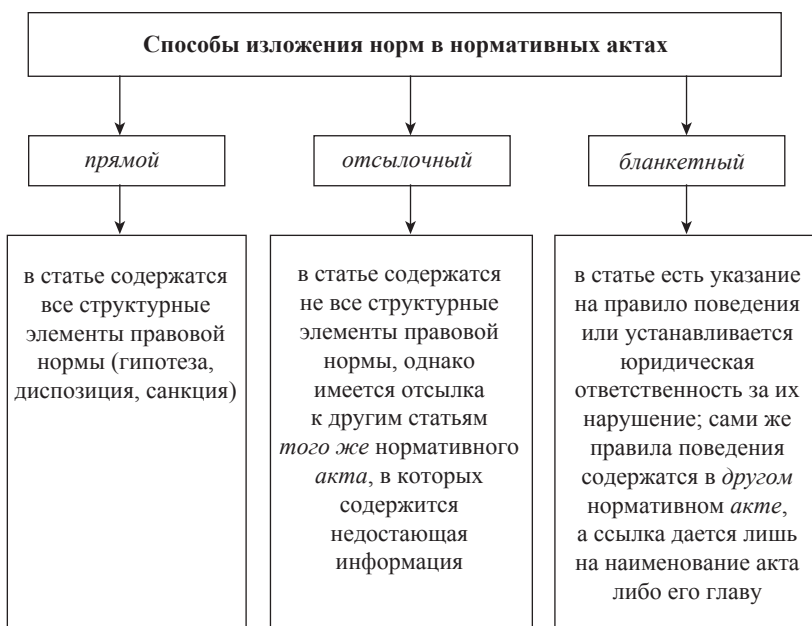 Способы изложения норм в нормативных актах
прямой
отсылочный
бланкетный
в статье содержатся
все структурные
элементы правовой
нормы (гипотеза,
диспозиция, санкция)
в статье содержатся
не все структурные
элементы правовой
нормы, однако
имеется отсылка
к другим статьям
того же нормативного
акта, в которых
содержится
недостающая
информация
в статье есть указание
на правило поведения
или устанавливается
юридическая
ответственность за их
нарушение; сами же
правила поведения
содержатся в другом
нормативном акте,
а ссылка дается лишь
на наименование акта
либо его главу